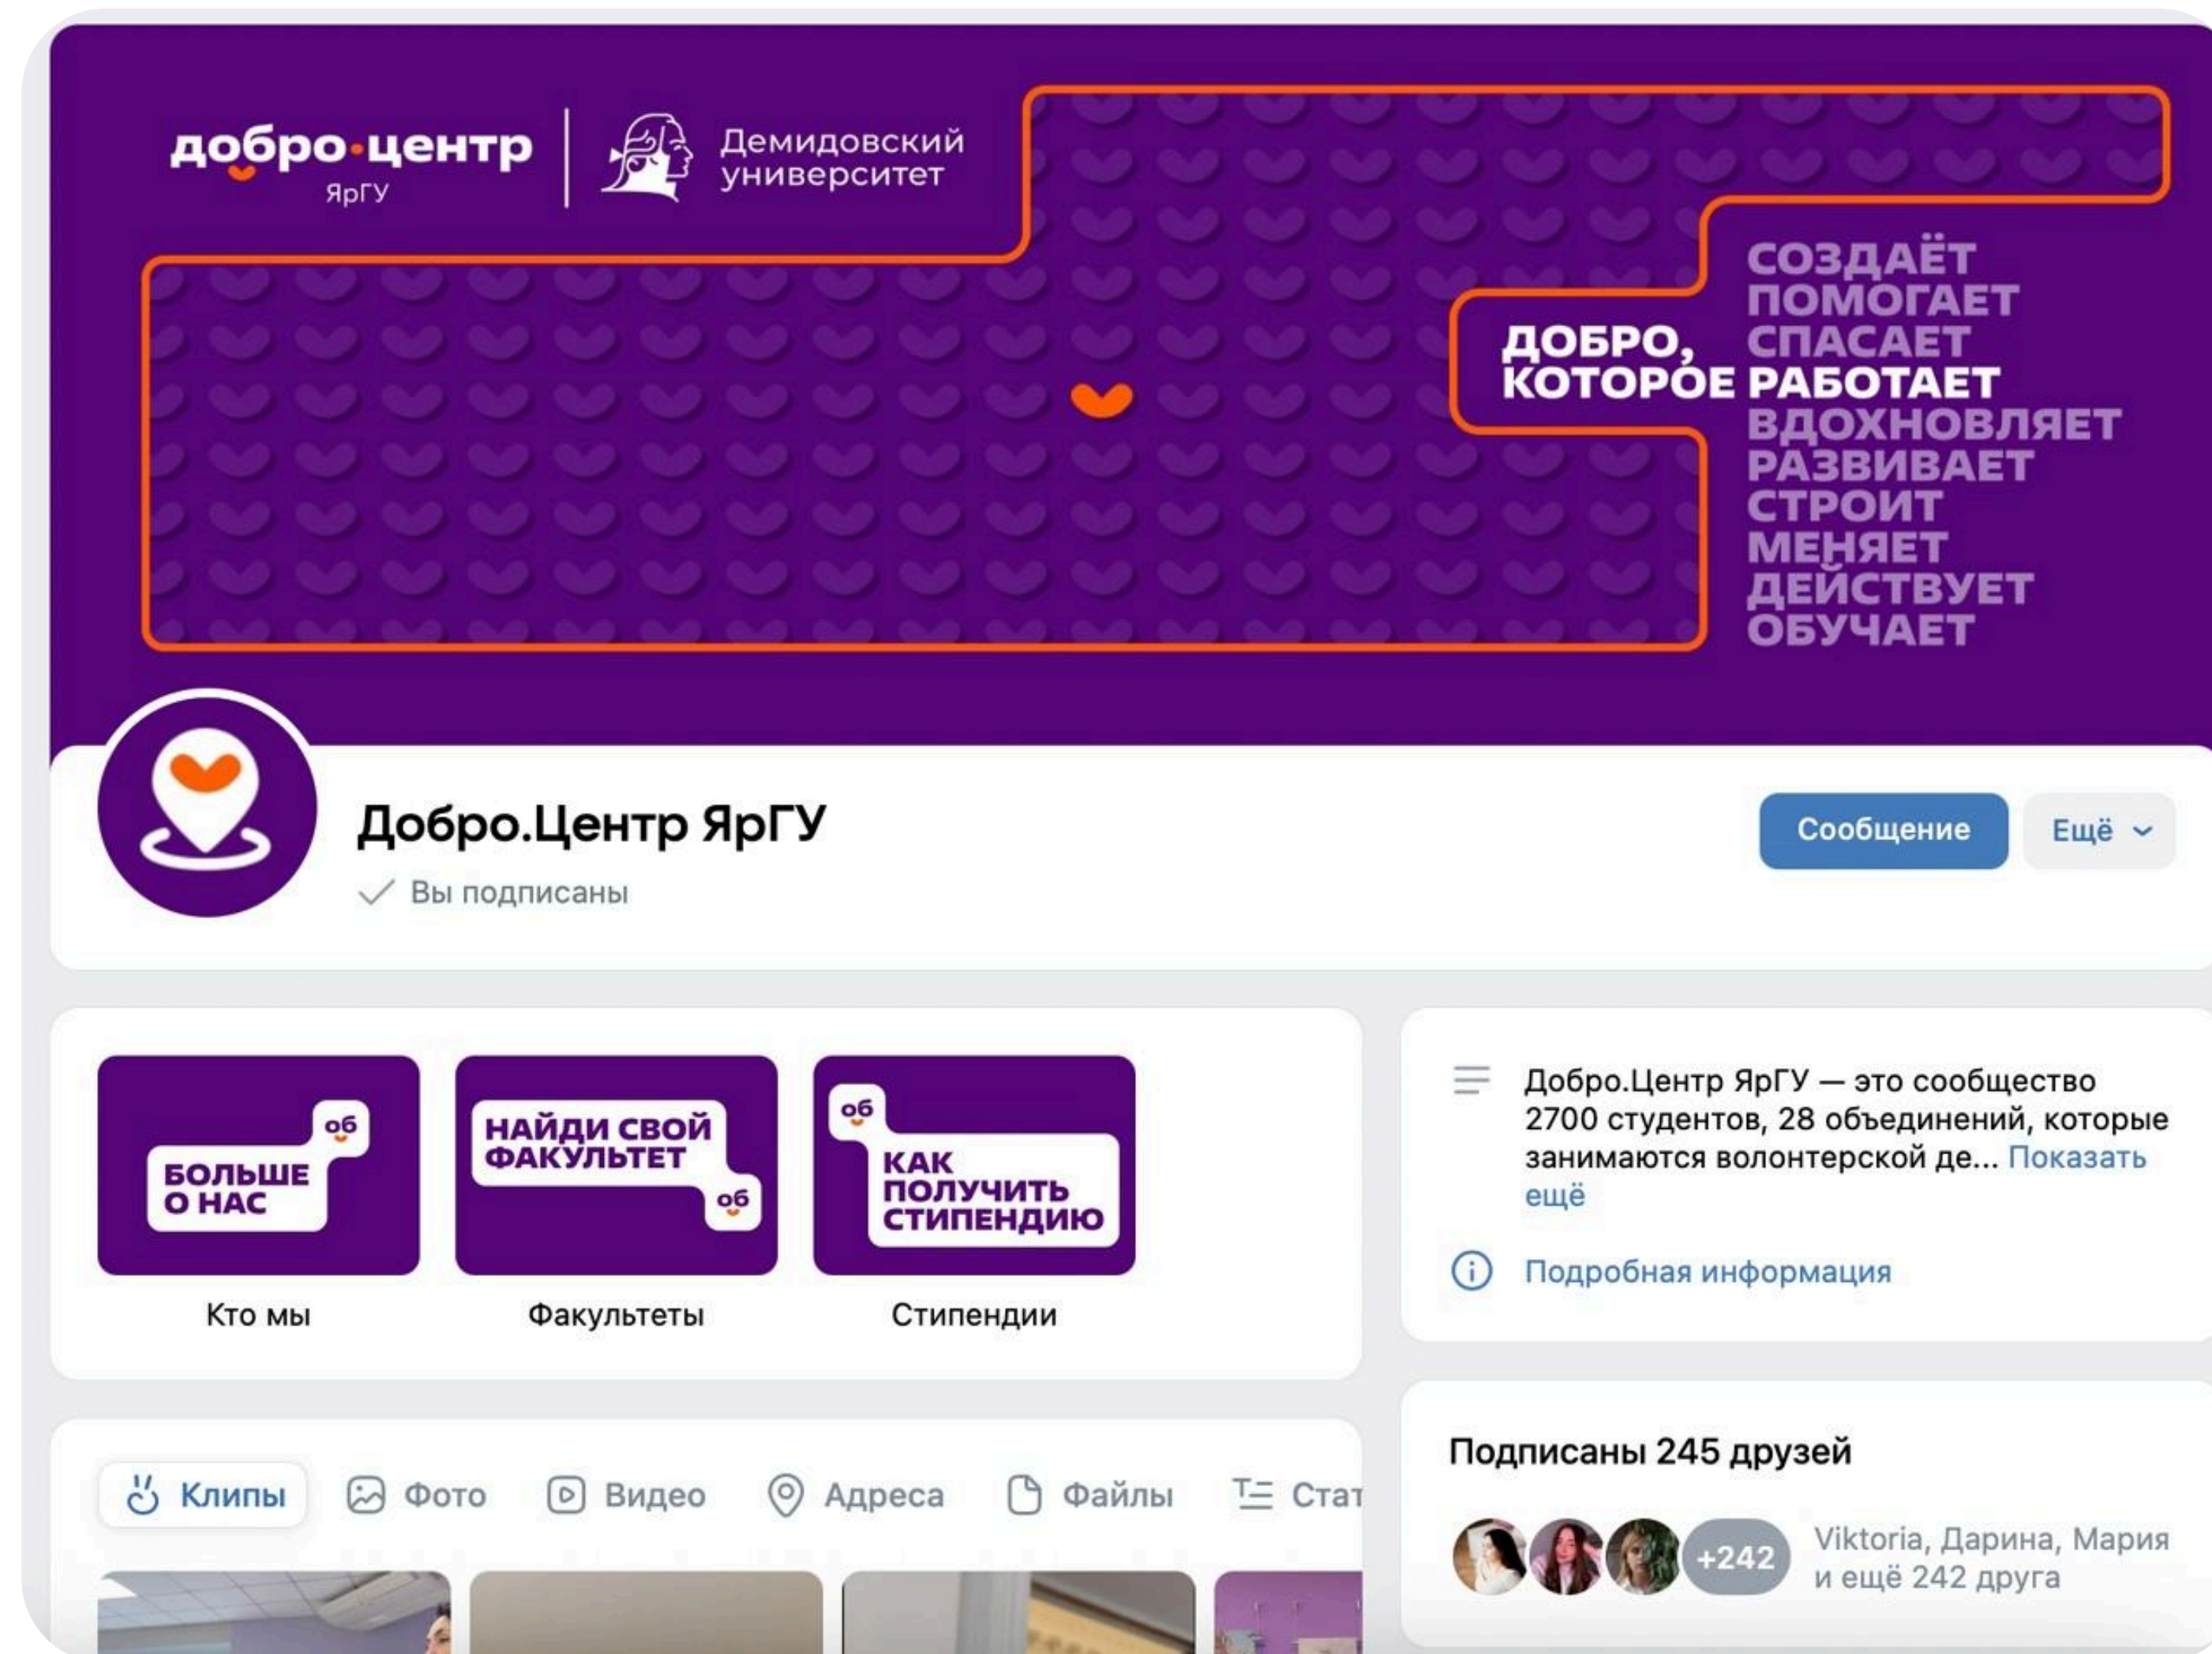 добро•центр
ЯрГУ
Демидовский
университет
СОЗДАЁТ
ПОМОГАЕТ
ДОБРО, СПАСАЕТ
КОТОРОЕ РАБОТАЕТ
ВДОХНОВЛЯЕТ
РАЗВИВАЕТ
СТРОИТ
МЕНЯЕТ
ДЕЙСТВУЕТ
ОБУЧАЕТ
Добро.Центр ЯрГУ
Вы подписаны
Сообщение
Ещё
об
БОЛЬШЕ
О НАС
Кто мы
НАЙДИ СВОЙ
ФАКУЛЬТЕТ
об
Факультеты
об
КАК
ПОЛУЧИТЬ
СТИПЕНДИЮ
Стипендии
Добро.Центр ЯрГУ — это сообщество
2700 студентов, 28 объединений, которые
занимаются волонтерской де... Показать
ещё
Подробная информация
Клипы Фото Видео Адреса Файлы Стат
Подписаны 245 друзей
+242
Viktoria, Дарина, Мария
и ещё 242 друга